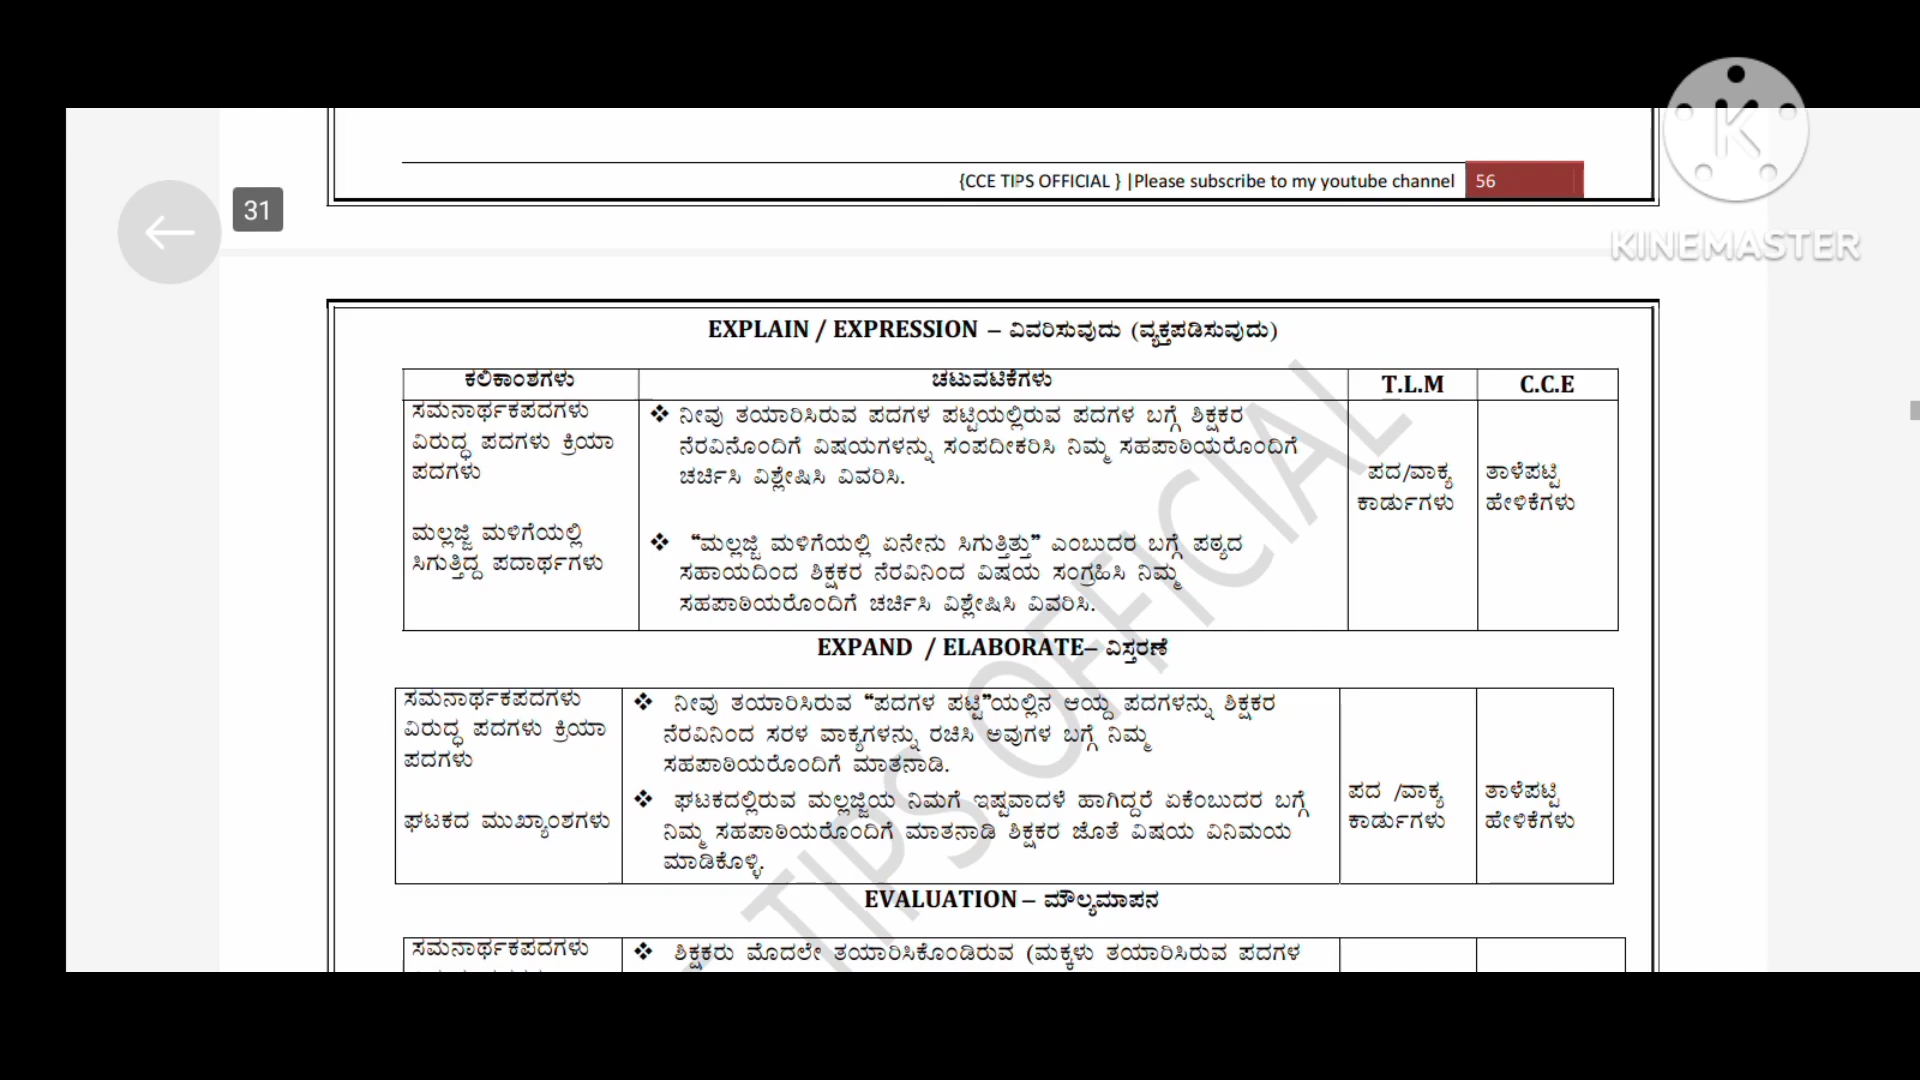 {CCE TIPS OFFICIAL } |Please subscribe to my youtube channel 56
31
KINEMASTER
EXPLAIN / EXPRESSION – ವಿವರಿಸುವುದು (ವ್ಯಕ್ತಪಡಿಸುವುದು)
ಕಲಿಕಾಂಶಗಳು ಚಟುವಟಿಕೆಗಳು T.L.M C.C.E
ಸಮನಾರ್ಥಕಪದಗಳು
ವಿರುದ್ಧ ಪದಗಳು ಕ್ರಿಯಾ
ಪದಗಳು
ಮಲ್ಲಜ್ಜಿ ಮಳಿಗೆಯಲ್ಲಿ
ಸಿಗುತ್ತಿದ್ದ ಪದಾರ್ಥಗಳು
❖ ನೀವು ತಯಾರಿಸಿರುವ ಪದಗಳ ಪಟ್ಟಿಯಲ್ಲಿರುವ ಪದಗಳ ಬಗ್ಗೆ ಶಿಕ್ಷಕರ
ನೆರವಿನೊಂದಿಗೆ ವಿಷಯಗಳನ್ನು ಸಂಪದೀಕರಿಸಿ ನಿಮ್ಮ ಸಹಪಾಠಿಯರೊಂದಿಗೆ
ಚರ್ಚಿಸಿ ವಿಶ್ಲೇಷಿಸಿ ವಿವರಿಸಿ.
❖ “ಮಲ್ಲಜ್ಜಿ ಮಳಿಗೆಯಲ್ಲಿ ಏನೇನು ಸಿಗುತ್ತಿತ್ತು” ಎಂಬುದರ ಬಗ್ಗೆ ಪಠ್ಯದ
ಸಹಾಯದಿಂದ ಶಿಕ್ಷಕರ ನೆರವಿನಿಂದ ವಿಷಯ ಸಂಗ್ರಹಿಸಿ ನಿಮ್ಮ
ಸಹಪಾಠಿಯರೊಂದಿಗೆ ಚರ್ಚಿಸಿ ವಿಶ್ಲೇಷಿಸಿ ವಿವರಿಸಿ.
ಪದ/ವಾಕ್ಯ
ಕಾರ್ಡುಗಳು
ತಾಳೆಪಟ್ಟಿ
ಹೇಳಿಕೆಗಳು
EXPAND / ELABORATE– ವಿಸ್ತರಣೆ
ಸಮನಾರ್ಥಕಪದಗಳು
ವಿರುದ್ಧ ಪದಗಳು ಕ್ರಿಯಾ
ಪದಗಳು
ಘಟಕದ ಮುಖ್ಯಾಂಶಗಳು
❖ ನೀವು ತಯಾರಿಸಿರುವ “ಪದಗಳ ಪಟ್ಟಿ”ಯಲ್ಲಿನ ಆಯ್ದ ಪದಗಳನ್ನು ಶಿಕ್ಷಕರ
ನೆರವಿನಿಂದ ಸರಳ ವಾಕ್ಯಗಳನ್ನು ರಚಿಸಿ ಅವುಗಳ ಬಗ್ಗೆ ನಿಮ್ಮ
ಸಹಪಾಠಿಯರೊಂದಿಗೆ ಮಾತನಾಡಿ.
❖ ಘಟಕದಲ್ಲಿರುವ ಮಲ್ಲಜ್ಜಿಯ ನಿಮಗೆ ಇಷ್ಟವಾದಳೆ ಹಾಗಿದ್ದರೆ ಏಕೆಂಬುದರ ಬಗ್ಗೆ
ನಿಮ್ಮ ಸಹಪಾಠಿಯರೊಂದಿಗೆ ಮಾತನಾಡಿ ಶಿಕ್ಷಕರ ಜೊತೆ ವಿಷಯ ವಿನಿಮಯ
ಮಾಡಿಕೊಳ್ಳಿ.
ಪದ /ವಾಕ್ಯ
ಕಾರ್ಡುಗಳು
ತಾಳೆಪಟ್ಟಿ
ಹೇಳಿಕೆಗಳು
EVALUATION – ಮೌಲ್ಯಮಾಪನ
ಸಮನಾರ್ಥಕಪದಗಳು
❖ ಶಿಕ್ಷಕರು ಮೊದಲೇ ತಯಾರಿಸಿಕೊಂಡಿರುವ (ಮಕ್ಕಳು ತಯಾರಿಸಿರುವ ಪದಗಳ
TIPS OFFICIAL